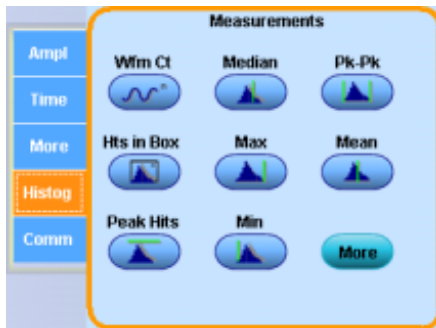 Measurements
Ampl
Time
More
Histog
Comm
Wfm Ct Median Pk-Pk
Hts in Box Max Mean
Peak Hits Min
More